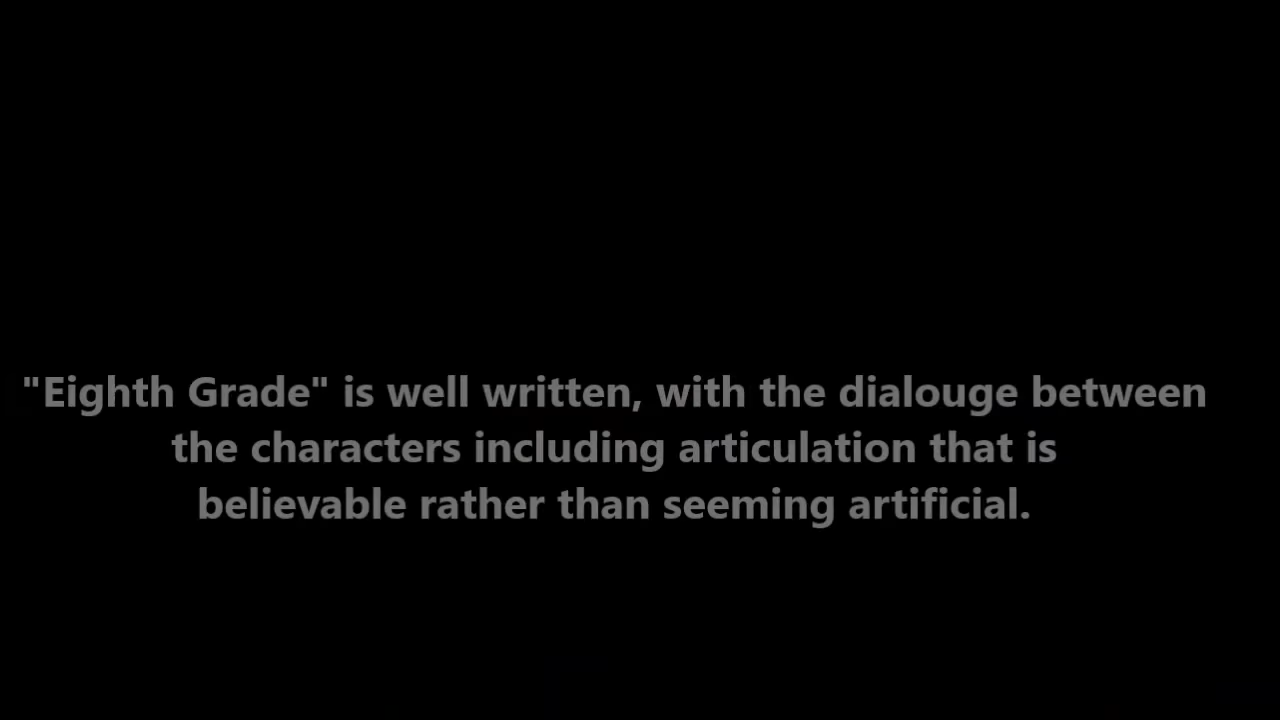 "Eighth Grade" is well written, with the dialouge between
the characters including articulation that is
believable rather than seeming artificial.